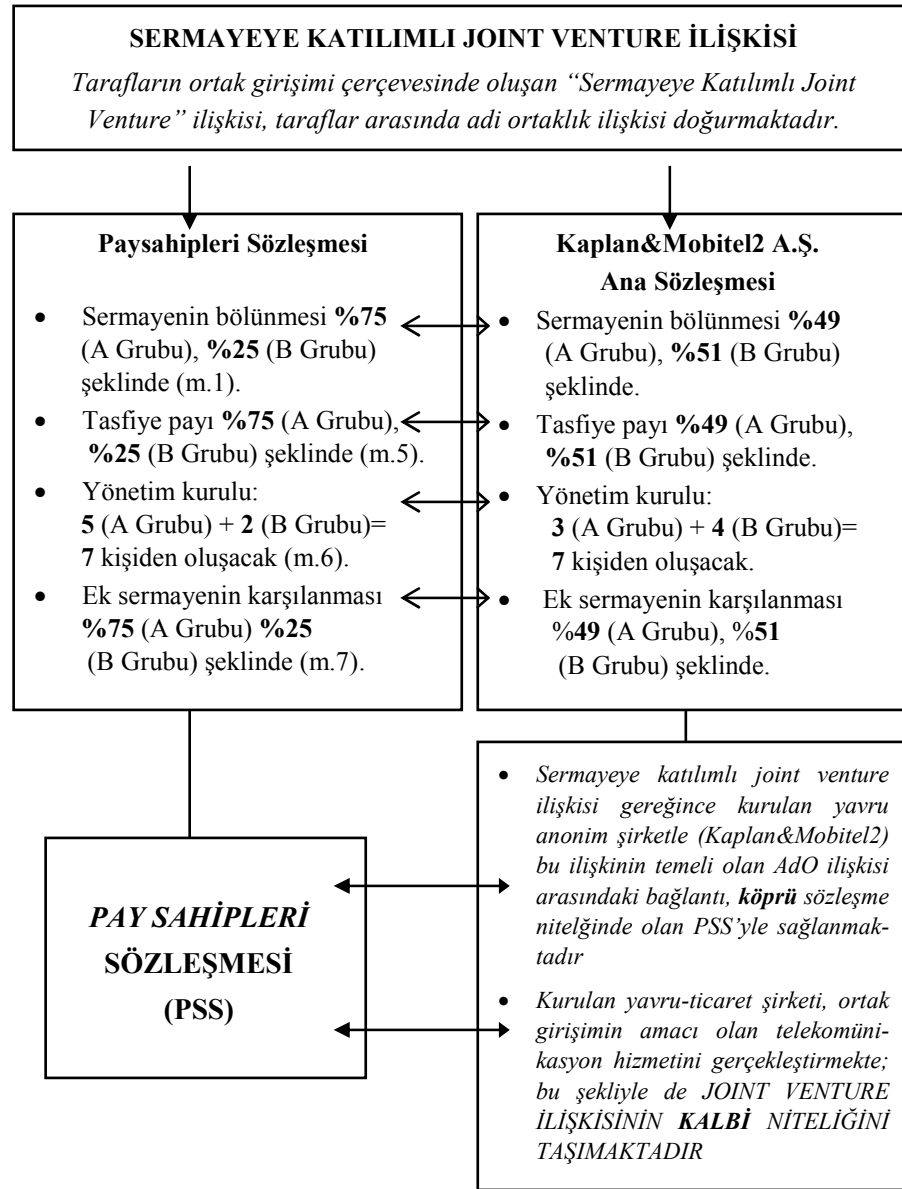 SERMAYEYE KATILIMLI JOINT VENTURE İLİŞKİSİ
Tarafların ortak girişimi çerçevesinde oluşan “Sermayeye Katılımlı Joint
Venture” ilişkisi, taraflar arasında adi ortaklık ilişkisi doğurmaktadır.
Paysahipleri Sözleşmesi
• Sermayenin bölünmesi %75
(A Grubu), %25 (B Grubu)
şeklinde (m.1).
• Tasfiye payı %75 (A Grubu),
%25 (B Grubu) şeklinde (m.5).
• Yönetim kurulu:
5 (A Grubu) + 2 (B Grubu)=
7 kişiden oluşacak (m.6).
• Ek sermayenin karşılanması
%75 (A Grubu) %25
(B Grubu) şeklinde (m.7).
Kaplan&Mobitel2 A.Ş.
Ana Sözleşmesi
• Sermayenin bölünmesi %49
(A Grubu), %51 (B Grubu)
şeklinde.
• Tasfiye payı %49 (A Grubu),
%51 (B Grubu) şeklinde.
• Yönetim kurulu:
3 (A Grubu) + 4 (B Grubu)=
7 kişiden oluşacak.
• Ek sermayenin karşılanması
%49 (A Grubu), %51
(B Grubu) şeklinde.
PAY SAHİPLERİ
SÖZLEŞMESİ
(PSS)
• Sermayeye katılımlı joint venture
ilişkisi gereğince kurulan yavru
anonim şirketle (Kaplan&Mobitel2)
bu ilişkinin temeli olan AdO ilişkisi
arasındaki bağlantı, köprü sözleşme
nitelğinde olan PSS’yle sağlanmak-
tadır
• Kurulan yavru-ticaret şirketi, ortak
girişimin amacı olan telekomüni-
kasyon hizmetini gerçekleştirmekte;
bu şekliyle de JOINT VENTURE
İLİŞKİSİNİN KALBİ NİTELİĞİNİ
TAŞIMAKTADIR